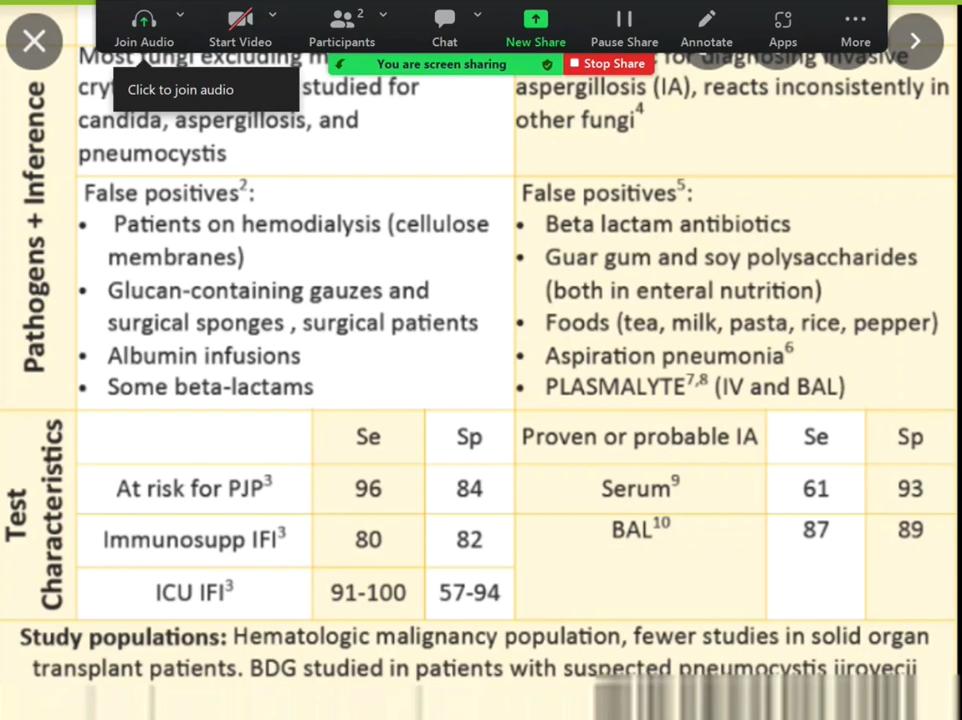 Join Audio
Start Video
Participants
2
Chat
New Share
Pause Share
Annotate
Apps
More
You are screen sharing
Stop Share
Click to join audio
Pathogens + Inference
Most fungi excluding
studied for
candida, aspergillosis, and
pneumocystis
for diagnosing invasive
aspergillosis (IA), reacts inconsistently in
other fungi4
False positives2:
• Patients on hemodialysis (cellulose
membranes)
• Glucan-containing gauzes and
surgical sponges , surgical patients
• Albumin infusions
• Some beta-lactams
False positives5:
• Beta lactam antibiotics
• Guar gum and soy polysaccharides
(both in enteral nutrition)
• Foods (tea, milk, pasta, rice, pepper)
• Aspiration pneumonia6
• PLASMALYTE7,8 (IV and BAL)
Test
Characteristics
Se Sp Proven or probable IA Se Sp
At risk for PJP3 96 84 Serum9 61 93
Immunosupp IFI3 80 82 BAL10 87 89
ICU IFI3 91-100 57-94
Study populations: Hematologic malignancy population, fewer studies in solid organ
transplant patients. BDG studied in patients with suspected pneumocystis jirovecii